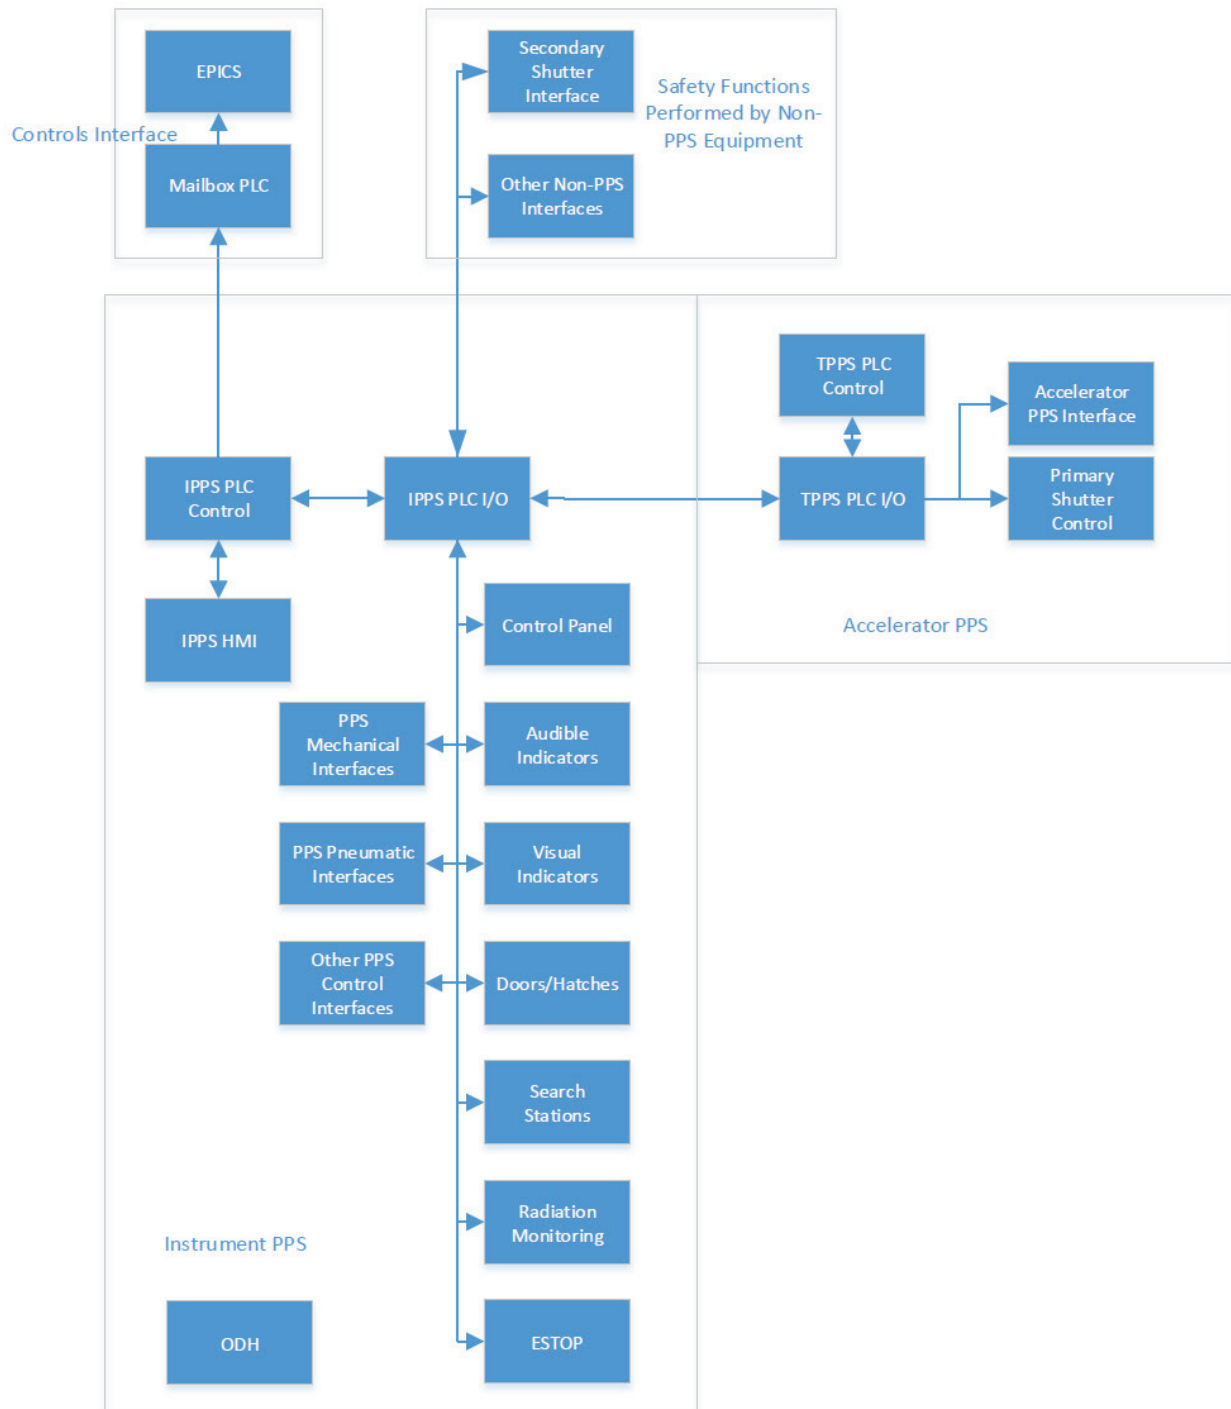 EPICS
Controls Interface
Mailbox PLC
Secondary
Shutter
Interface
Other Non-PPS
Interfaces
Safety Functions
Performed by Non-
PPS Equipment
IPPS PLC
Control
IPPS PLC I/O
IPPS HMI
TPPS PLC
Control
TPPS PLC I/O
Accelerator
PPS Interface
Primary
Shutter
Control
Accelerator PPS
Control Panel
PPS
Mechanical
Interfaces
Audible
Indicators
PPS Pneumatic
Interfaces
Visual
Indicators
Other PPS
Control
Interfaces
Doors/Hatches
Search
Stations
Radiation
Monitoring
Instrument PPS
ODH
ESTOP